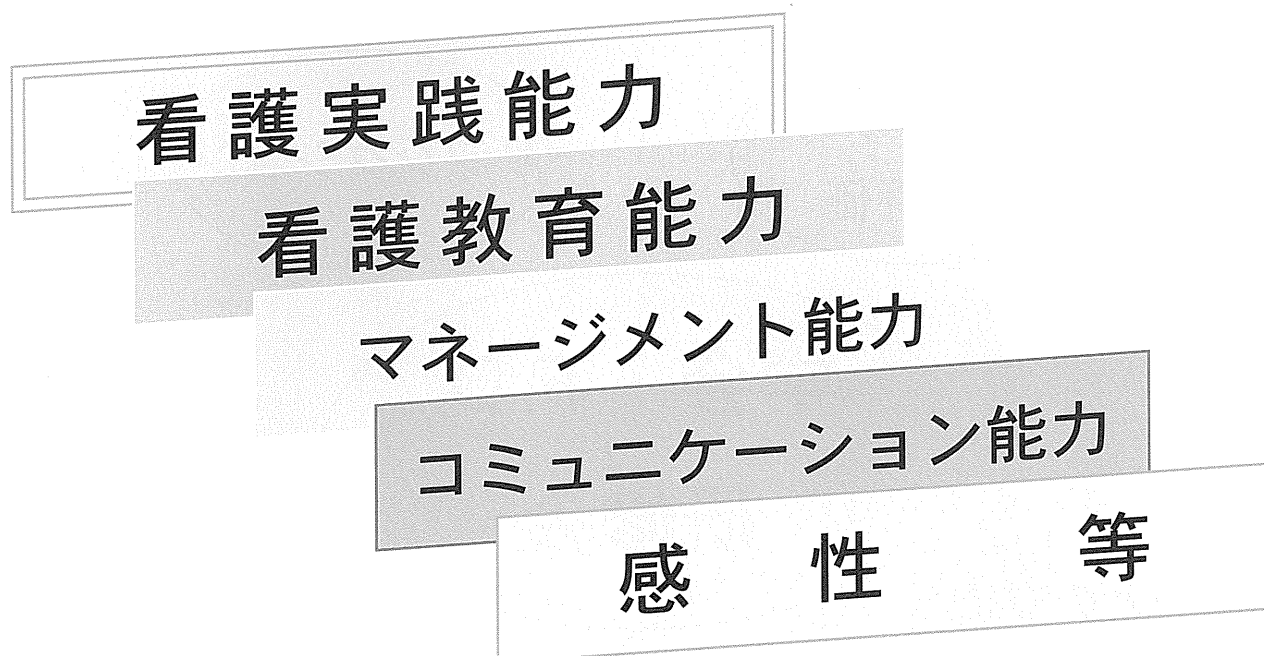 看護実践能力
看護教育能力
マネージメント能力
コミュニケーション能力
感性 等